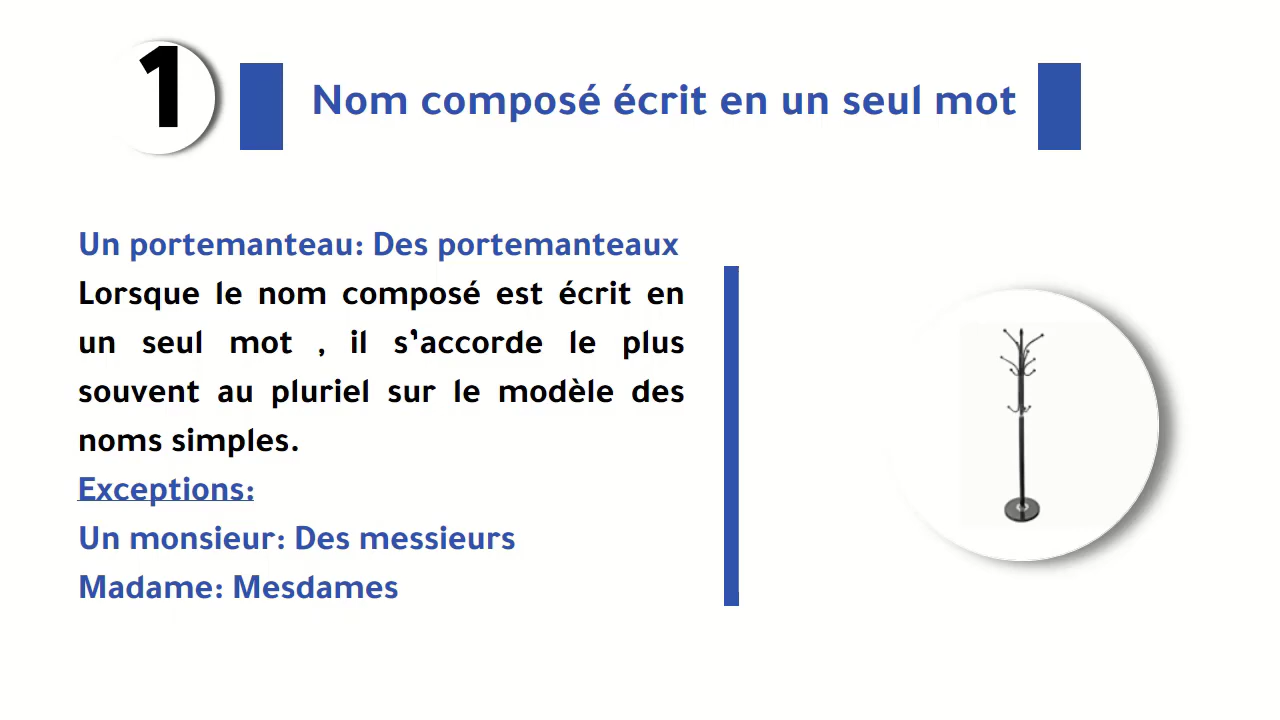 1
Nom composé écrit en un seul mot
Un portemanteau: Des portemanteaux
Lorsque le nom composé est écrit en
un seul mot , il s’accorde le plus
souvent au pluriel sur le modèle des
noms simples.
Exceptions:
Un monsieur: Des messieurs
Madame: Mesdames